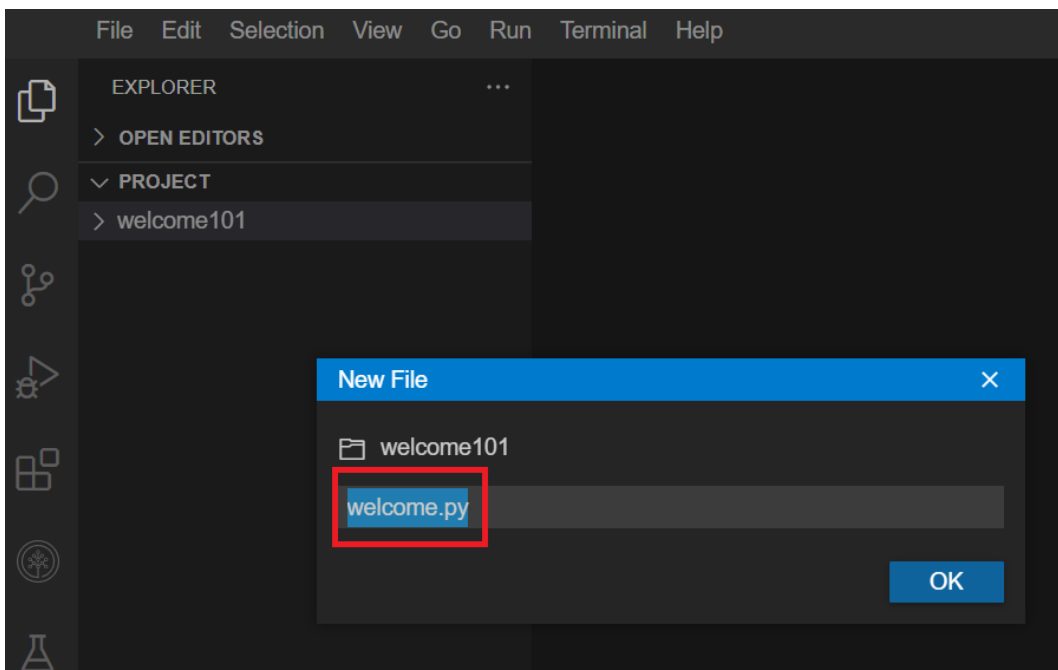 File Edit Selection View Go Run Terminal Help
EXPLORER
OPEN EDITORS
PROJECT
welcome101
New File
welcome101
welcome.py
OK